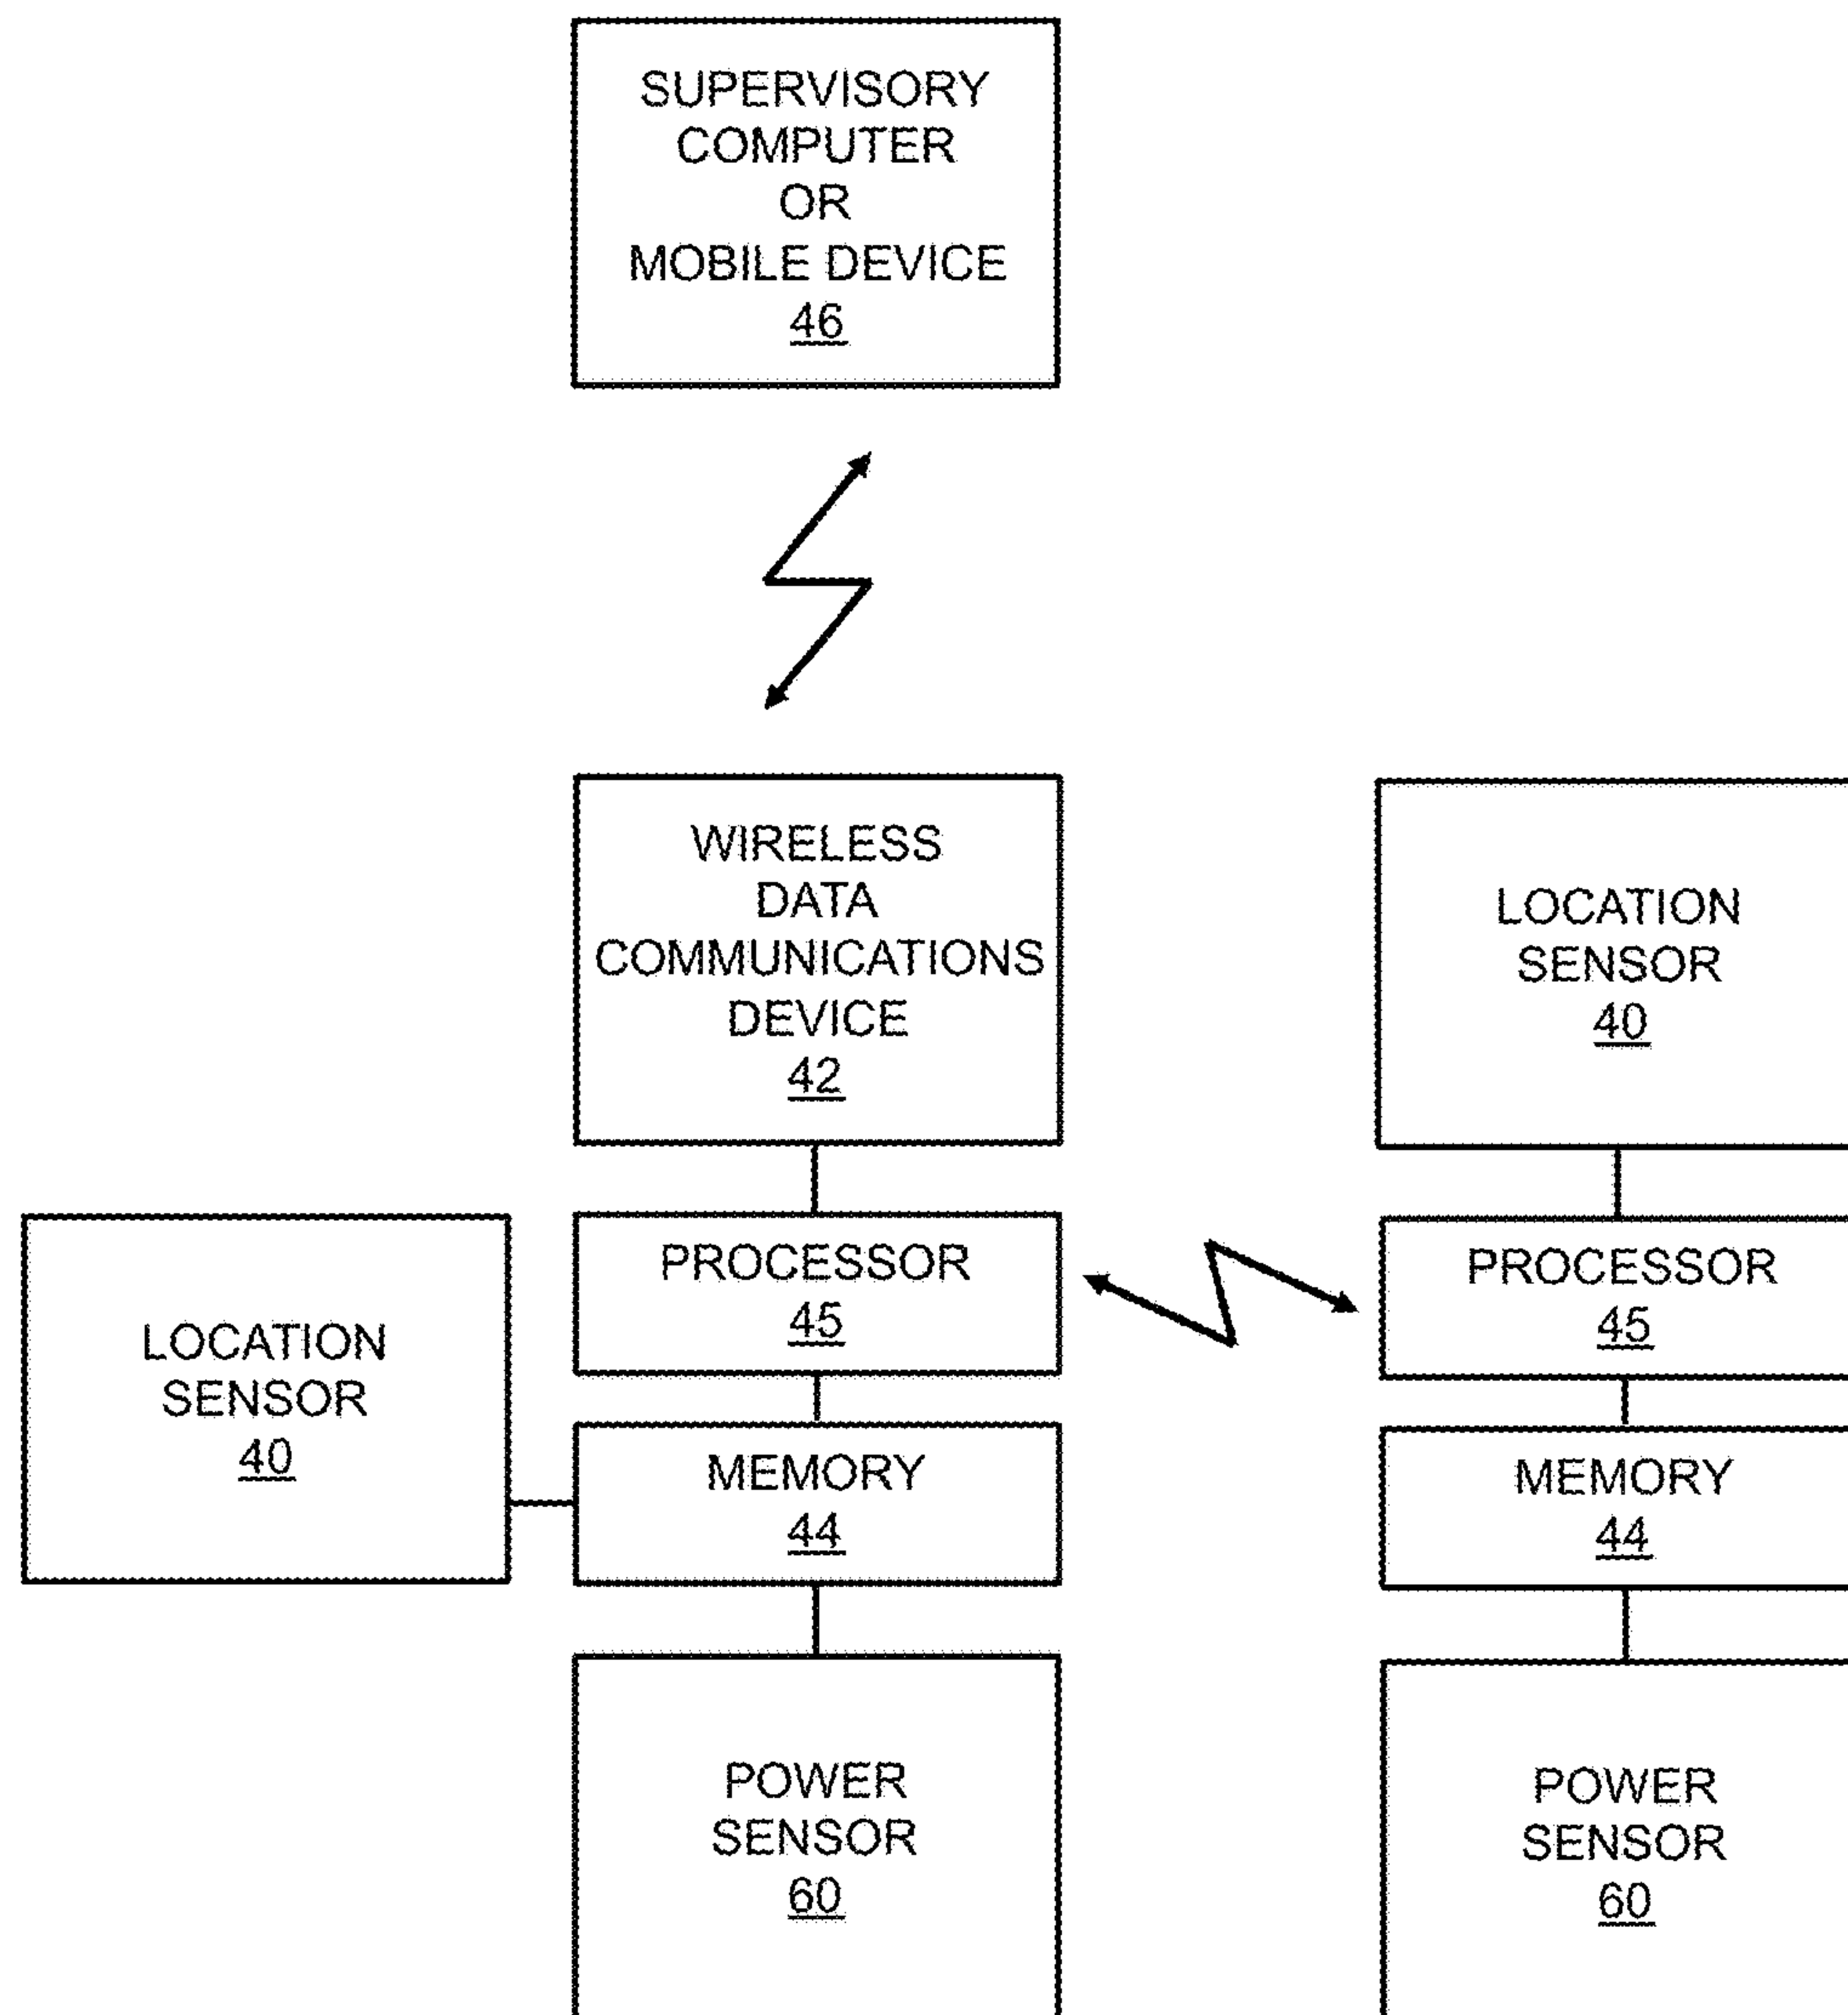 SUPERVISORY
COMPUTER
OR
MOBILE DEVICE
46
WIRELESS
DATA
COMMUNICATIONS
DEVICE
42
LOCATION
SENSOR
40
PROCESSOR
45
PROCESSOR
45
LOCATION
SENSOR
40
MEMORY
44
MEMORY
44
POWER
SENSOR
60
POWER
SENSOR
60